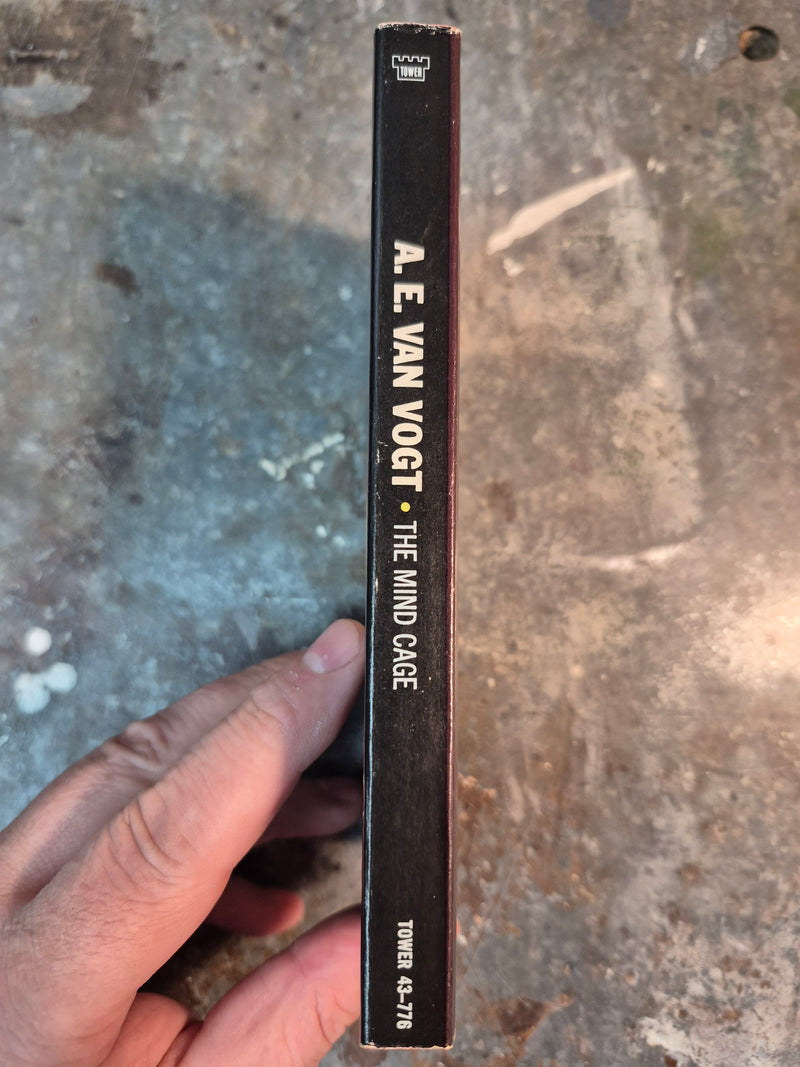 TOWER
A. E. VAN VOGT • THE MIND CAGE
TOWER 43-776